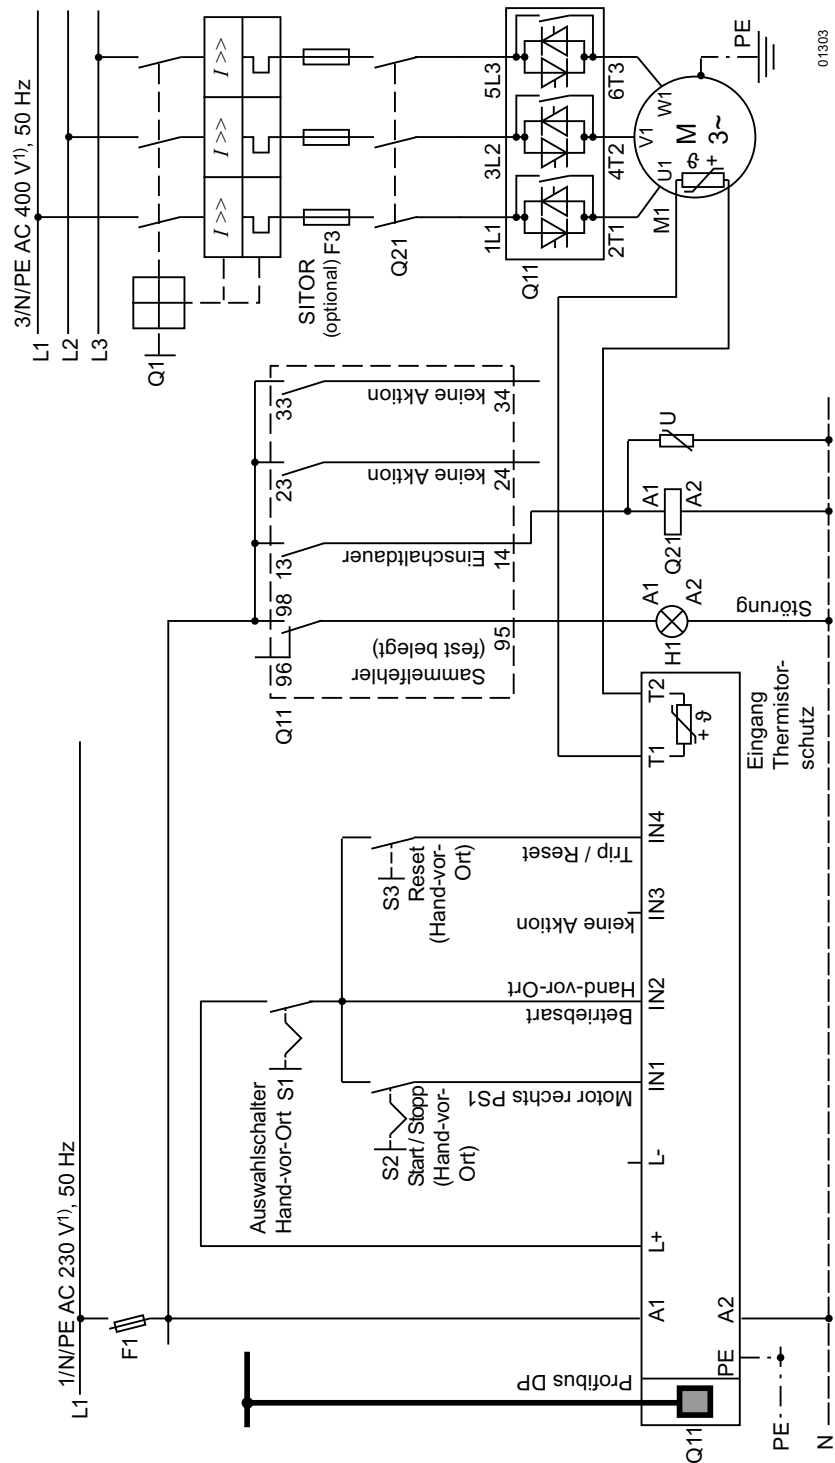 1/N/PE AC 230 V1), 50 Hz
L1
F1
Profibus DP
Q11
PE
N
PE
A1
A2
L+
L-
IN1
IN2
IN3
IN4
T1
T2
+ ϑ
Auswahlschalter
Hand-vor-Ort S1
S2
Start / Stopp
(Hand-vor-
Ort)
Motor rechts PS1
Betriebsart
Hand-vor-Ort
keine Aktion
S3
Reset
(Hand-vor-
Ort)
Trip / Reset
Eingang
Thermistor-
schutz
Q11
96
98
95
Sammelfehler
(fest belegt)
13
14
Einschaltdauer
23
24
keine Aktion
33
34
keine Aktion
H1
A1
A2
Störung
Q21
A1
A2
U
3/N/PE AC 400 V1), 50 Hz
L1
L2
L3
Q1
I >>
I >>
I >>
SITOR
(optional) F3
Q21
Q11
1L1
3L2
5L3
2T1
4T2
6T3
M1
U1
V1
W1
M
3~
ϑ +
PE
01303